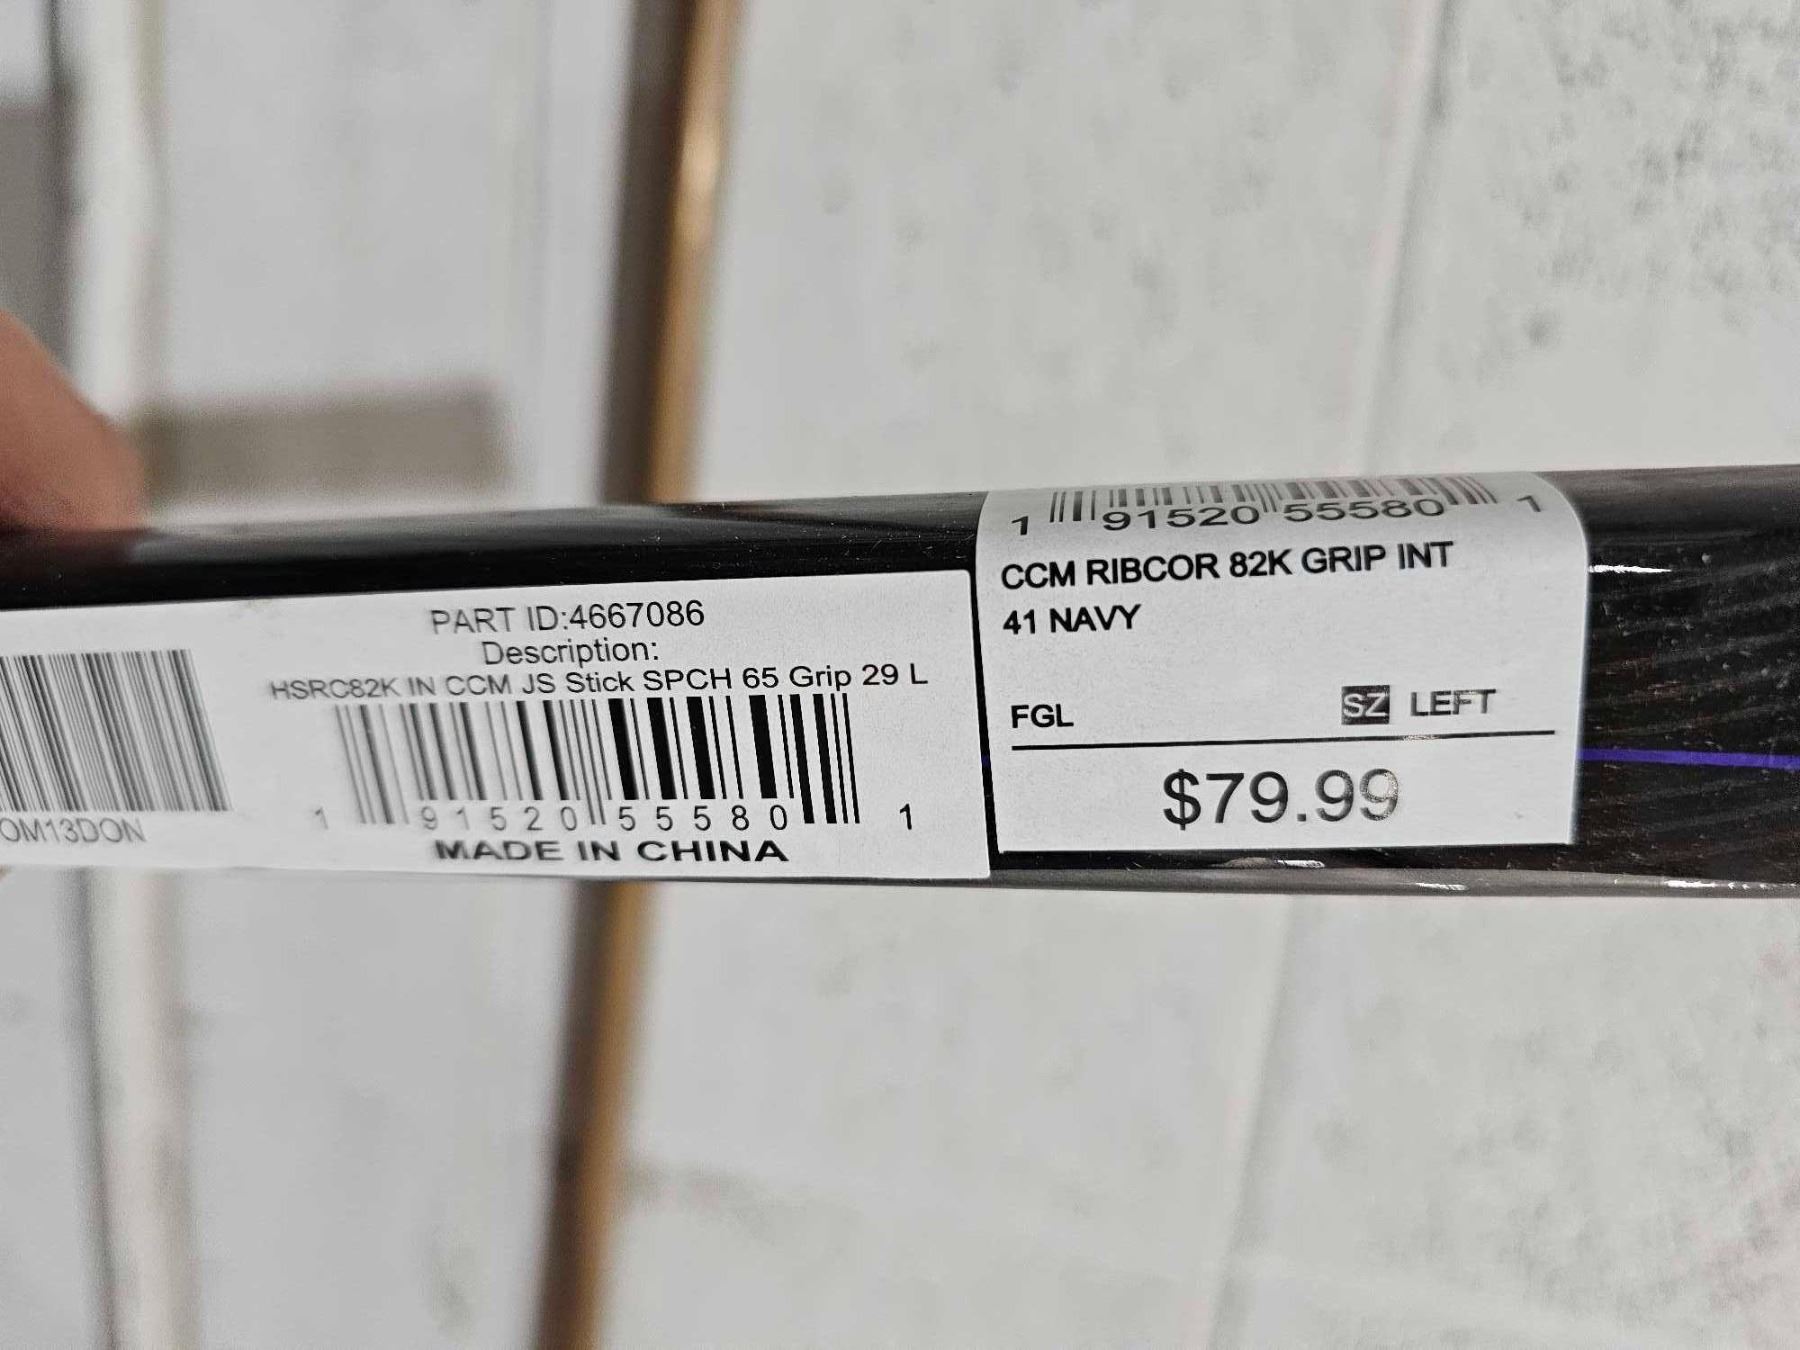 OM13DON
PART ID:4667086
Description:
HSRC82K IN CCM JS Stick SPCH 65 Grip 29 L
1 91520 55580 1
MADE IN CHINA
1 91520 55580 1
CCM RIBCOR 82K GRIP INT
41 NAVY
FGL SZ LEFT
$79.99